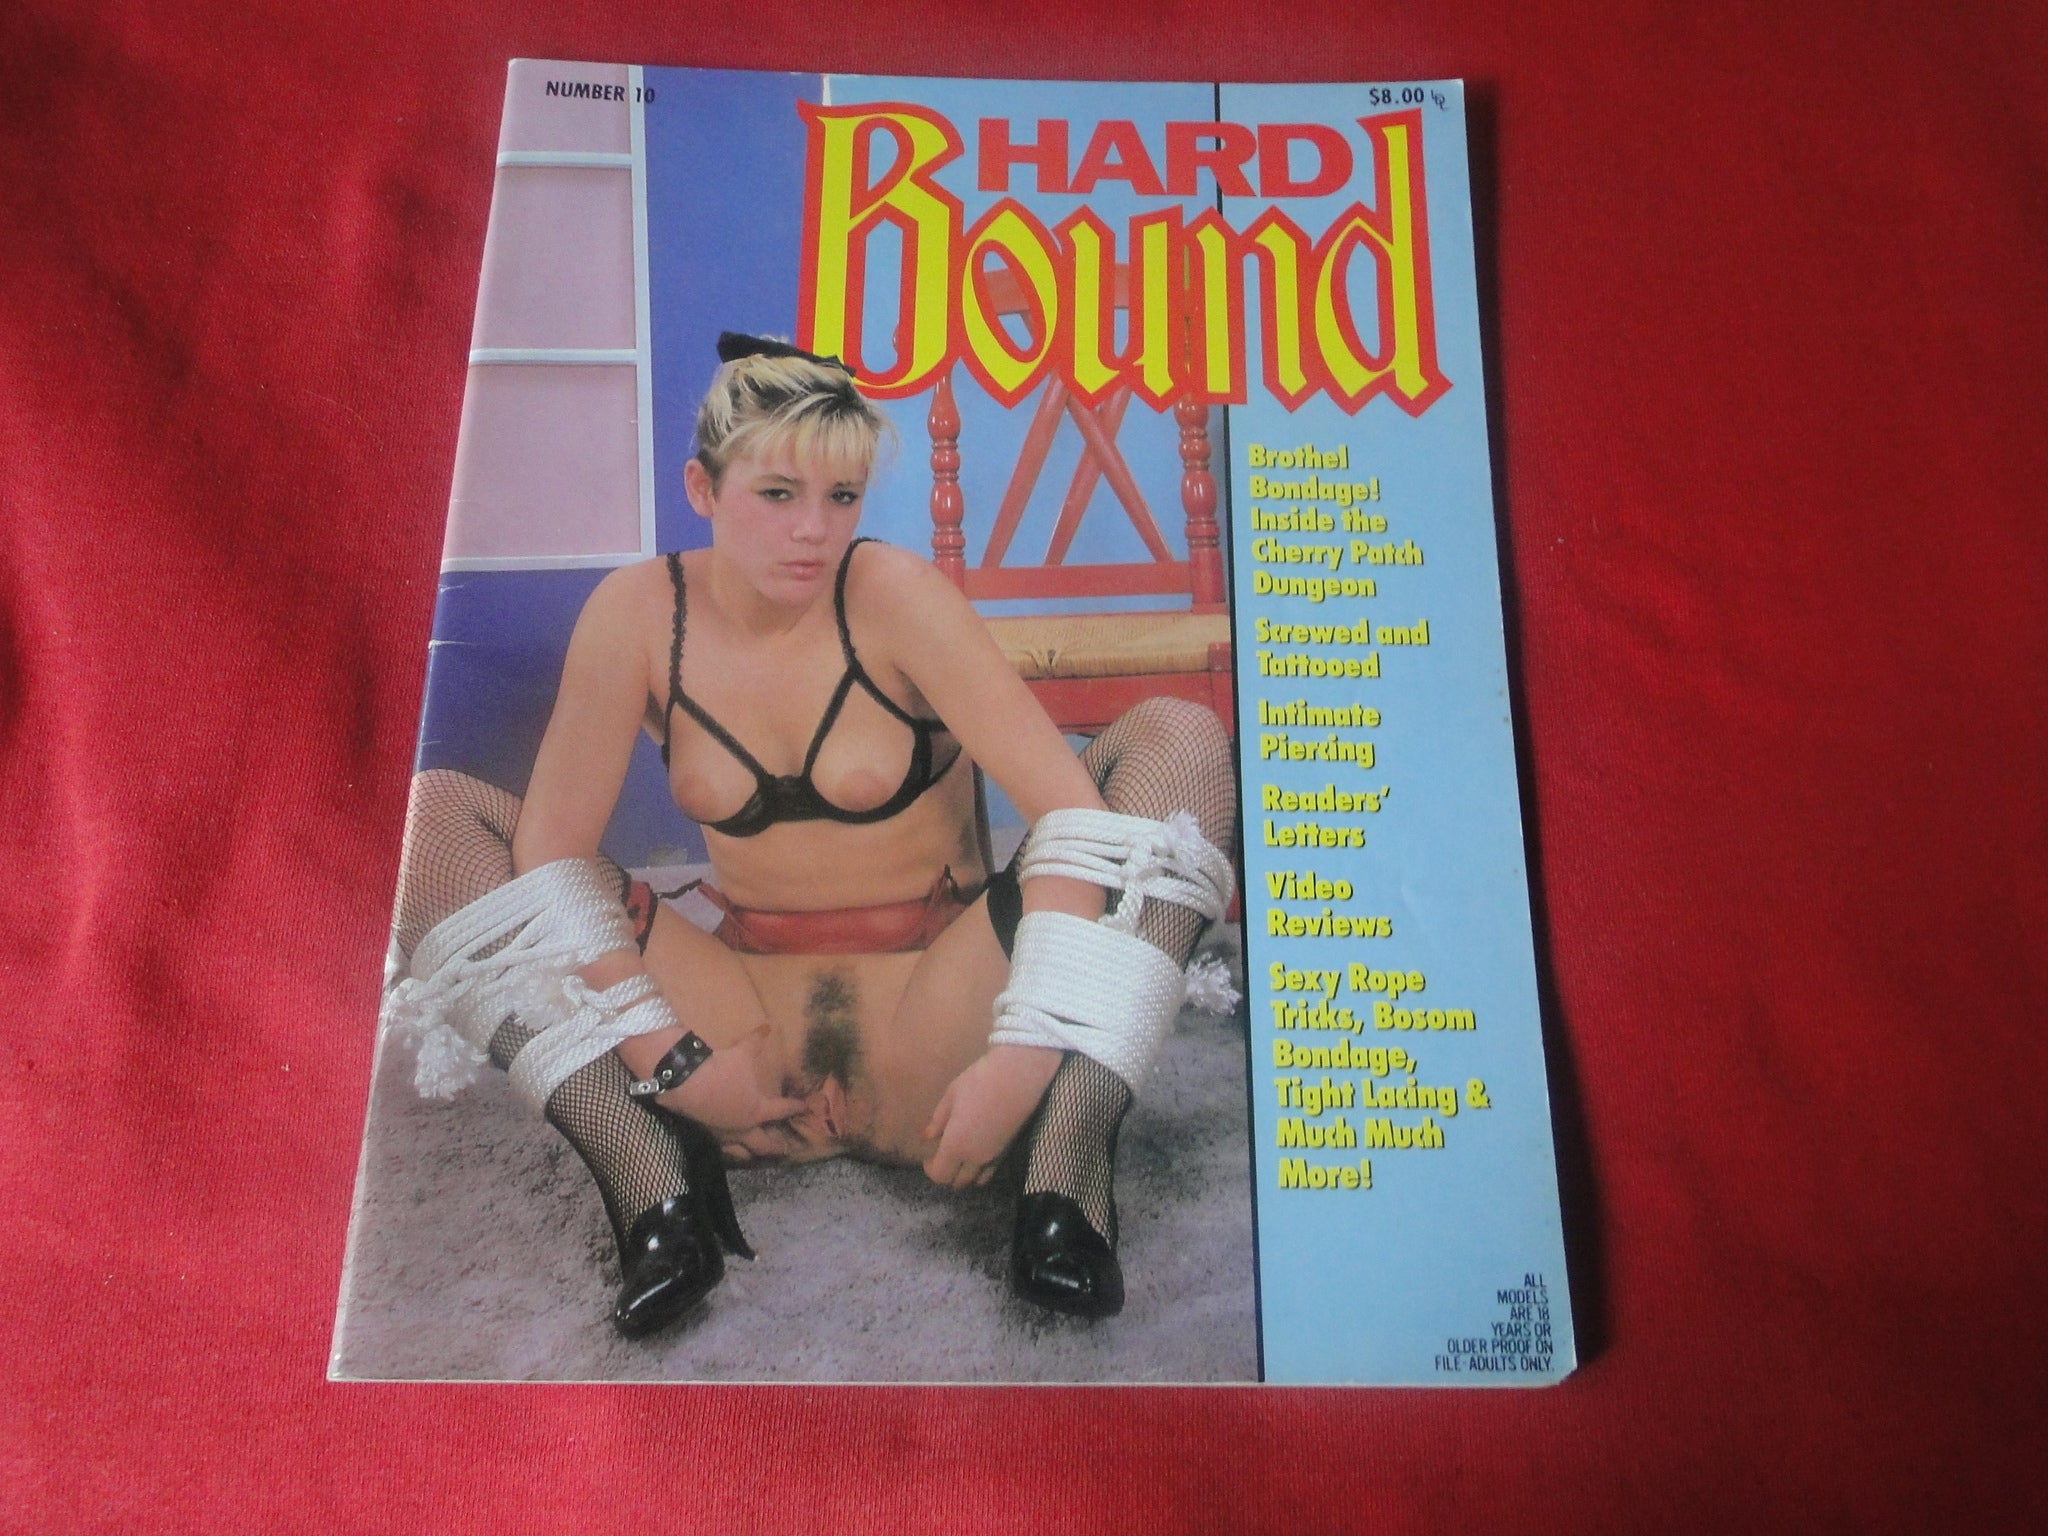 NUMBER 10
$8.00
HARD
Bound
Brothel
Bondage!
Inside the
Cherry Patch
Dungeon
Screwed and
Tattooed
Intimate
Piercing
Readers'
Letters
Video
Reviews
Sexy Rope
Tricks, Bosom
Bondage,
Tight Lacing &
Much Much
More!
ALL
MODELS
ARE 18
YEARS OR
OLDER PROOF ON
FILE-ADULTS ONLY.